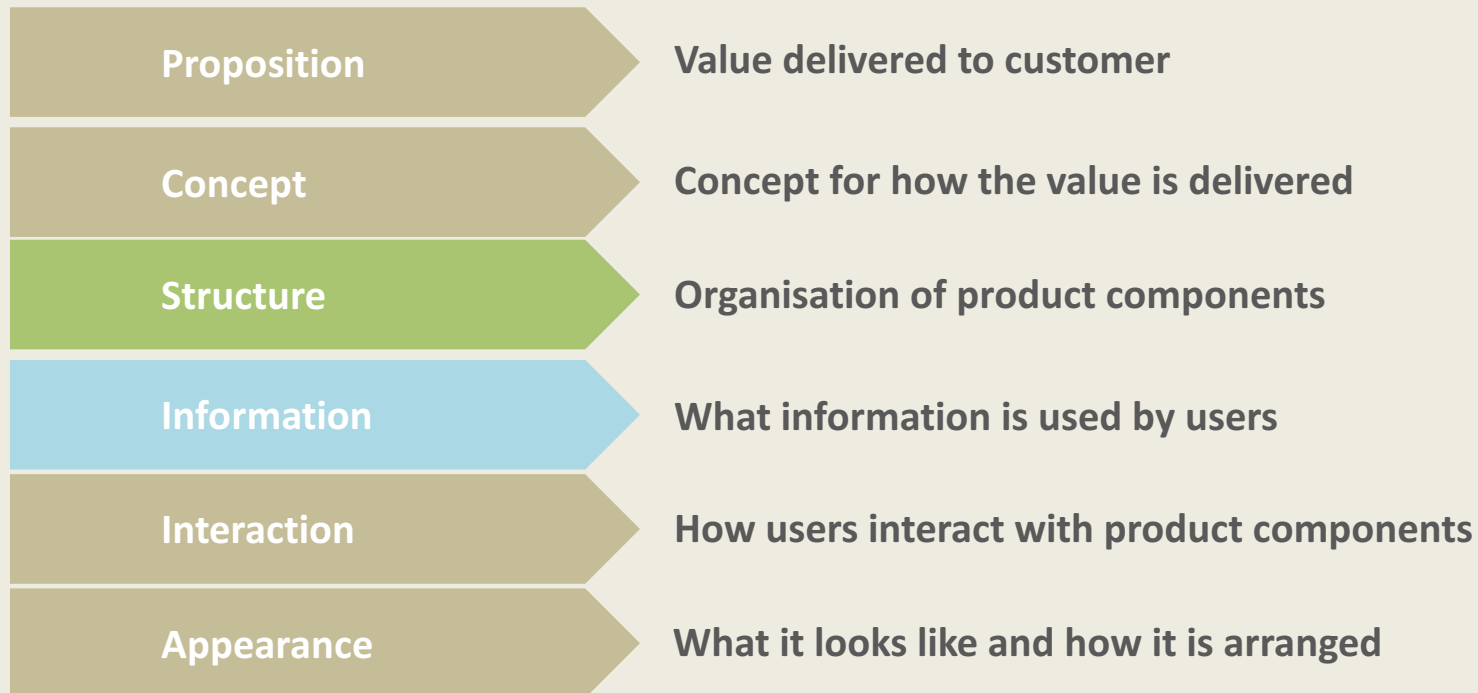 Proposition
Value delivered to customer
Concept
Concept for how the value is delivered
Structure
Organisation of product components
Information
What information is used by users
Interaction
How users interact with product components
Appearance
What it looks like and how it is arranged